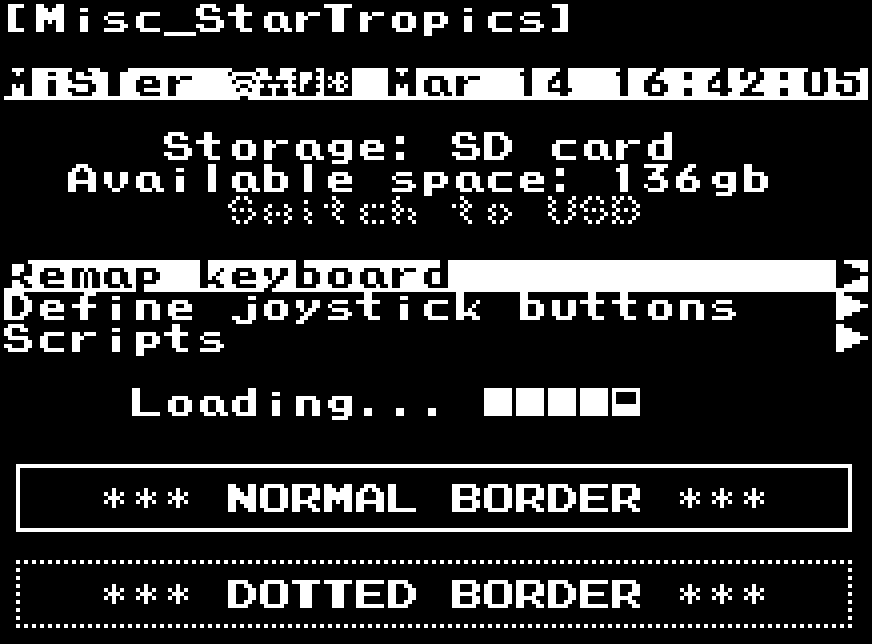 [Misc_StarTropics]
MiSTer Mar 14 16:42:05
Storage: SD card
Available space: 136gb
Switch to USB
Remap keyboard
Define joystick buttons
Scripts
Loading...
*** NORMAL BORDER ***
*** DOTTED BORDER ***